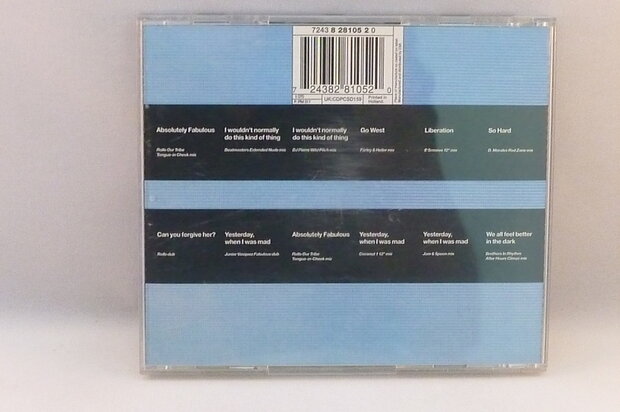 7243 8 28105 2 0
7 24382 81052 0
UK:CDPCSD159
Printed in
Holland.
Absolutely Fabulous
Rollo Our Tribe
Tongue-in-Cheek mix
I wouldn't normally
do this kind of thing
Beatmasters Extended Nude mix
I wouldn't normally
do this kind of thing
DJ Pierre Wild Pitch mix
Go West
Farley & Heller mix
Liberation
E Smoove 12" mix
So Hard
D. Morales Red Zone mix
Can you forgive her?
Rollo dub
Yesterday,
when I was mad
Junior Vasquez Fabulous dub
Absolutely Fabulous
Rollo Our Tribe
Tongue-in-Cheek mix
Yesterday,
when I was mad
Coconut 1 12" mix
Yesterday,
when I was mad
Jam & Spoon mix
We all feel better
in the dark
Brothers in Rhythm
After Hours Climax mix